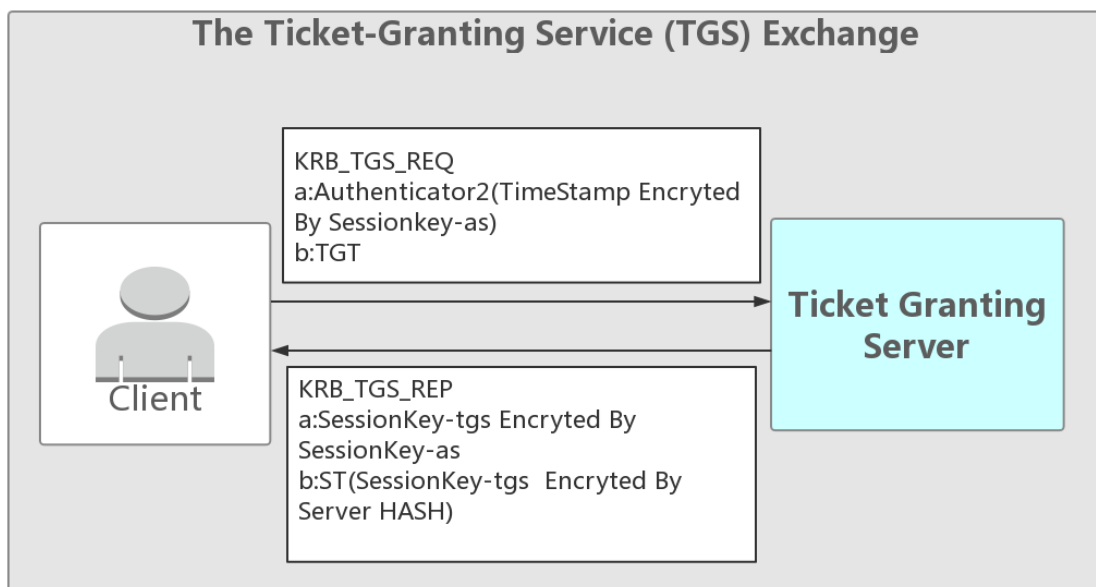 The Ticket-Granting Service (TGS) Exchange
KRB_TGS_REQ
a:Authenticator2(TimeStamp Encryted
By Sessionkey-as)
b:TGT
Client
Ticket Granting
Server
KRB_TGS_REP
a:SessionKey-tgs Encryted By
SessionKey-as
b:ST(SessionKey-tgs  Encryted By
Server HASH)